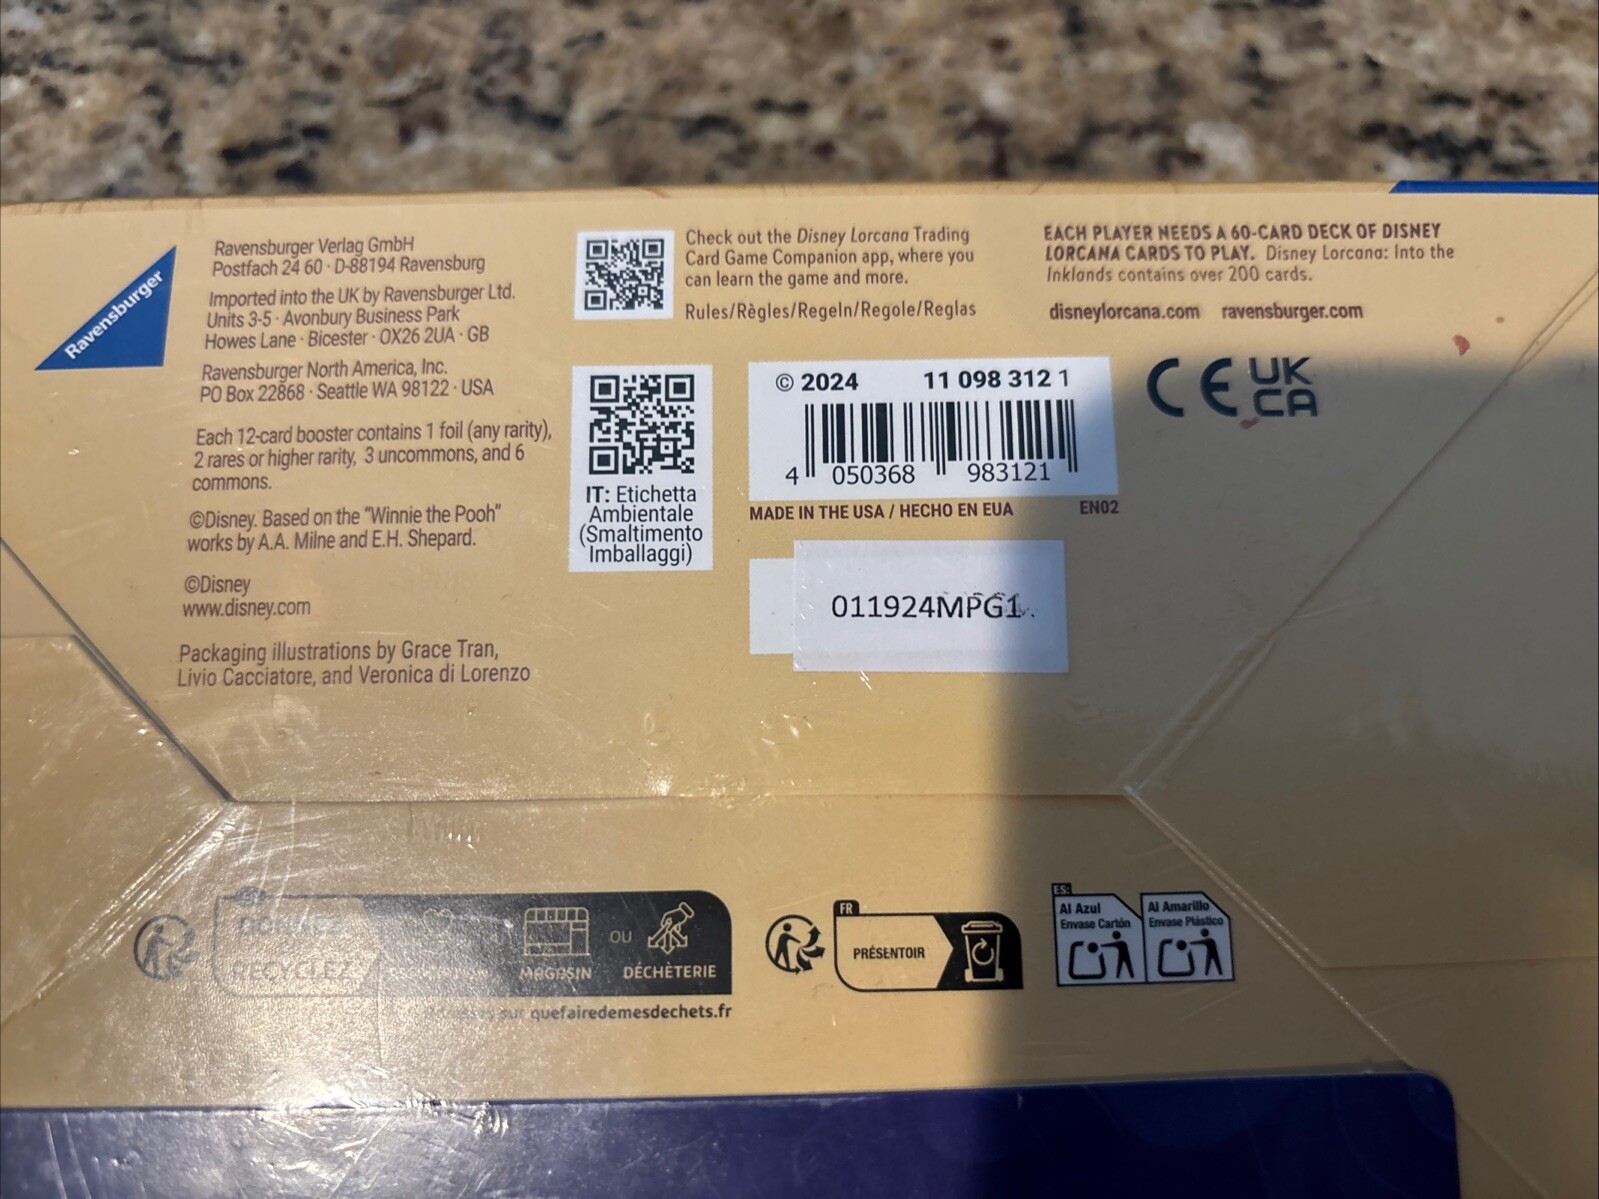 Ravensburger
Ravensburger Verlag GmbH
Postfach 24 60 · D-88194 Ravensburg
Imported into the UK by Ravensburger Ltd.
Units 3-5 · Avonbury Business Park
Howes Lane · Bicester · OX26 2UA · GB
Ravensburger North America, Inc.
PO Box 22868 · Seattle WA 98122 · USA
Each 12-card booster contains 1 foil (any rarity),
2 rares or higher rarity, 3 uncommons, and 6
commons.
©Disney. Based on the “Winnie the Pooh”
works by A.A. Milne and E.H. Shepard.
©Disney
www.disney.com
Packaging illustrations by Grace Tran,
Livio Cacciatore, and Veronica di Lorenzo
Check out the Disney Lorcana Trading
Card Game Companion app, where you
can learn the game and more.
Rules/Règles/Regeln/Regole/Reglas
IT: Etichetta
Ambientale
(Smaltimento
Imballaggi)
EACH PLAYER NEEDS A 60-CARD DECK OF DISNEY
LORCANA CARDS TO PLAY. Disney Lorcana: Into the
Inklands contains over 200 cards.
disneylorcana.com ravensburger.com
© 2024 11 098 312 1
4 050368 983121
MADE IN THE USA / HECHO EN EUA EN02
CE UK
CA
011924MPG1
RECYCLEZ
MAGASIN OU DÉCHÈTERIE
sur quefairedemesdechets.fr
FR
PRÉSENTOIR
ES:
Al Azul
Envase Cartón
Al Amarillo
Envase Plástico